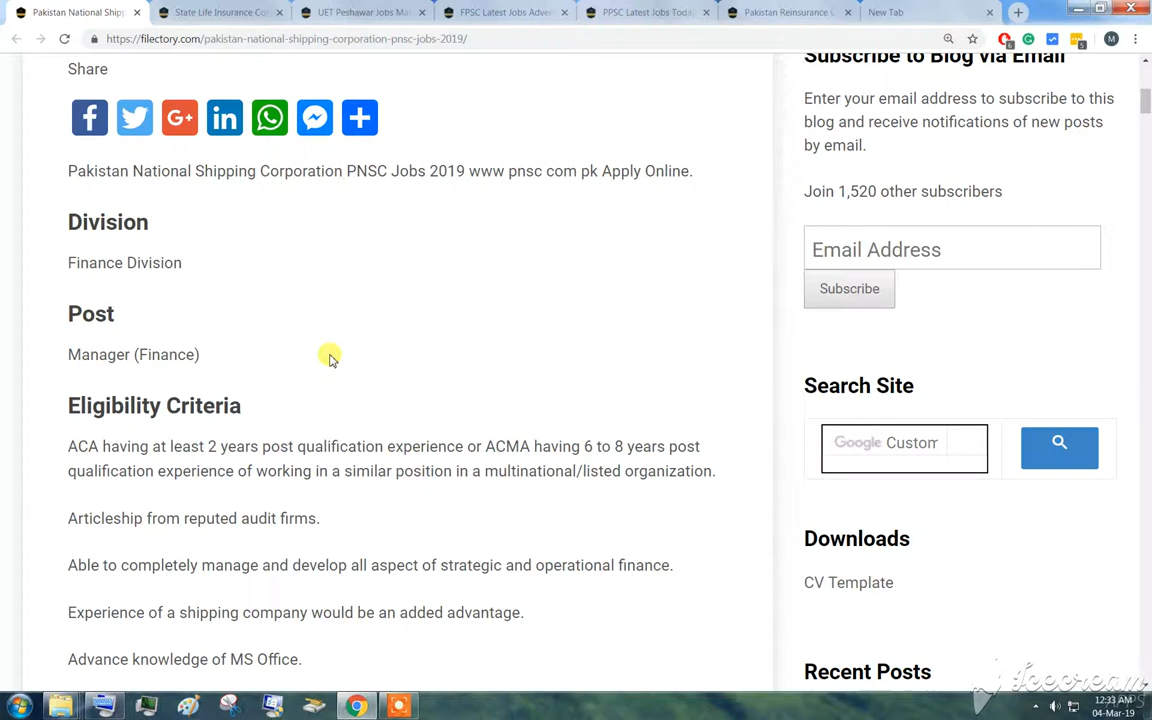 Pakistan National Shipp
State Life Insurance Co
UET Peshawar Jobs Ma
FPSC Latest Jobs Adver
PPSC Latest Jobs Toda
Pakistan Reinsurance C
New Tab
https://filectory.com/pakistan-national-shipping-corporation-pnsc-jobs-2019/
M
Share
Pakistan National Shipping Corporation PNSC Jobs 2019 www pnsc com pk Apply Online.
Division
Finance Division
Post
Manager (Finance)
Eligibility Criteria
ACA having at least 2 years post qualification experience or ACMA having 6 to 8 years post
qualification experience of working in a similar position in a multinational/listed organization.
Articleship from reputed audit firms.
Able to completely manage and develop all aspect of strategic and operational finance.
Experience of a shipping company would be an added advantage.
Advance knowledge of MS Office.
Subscribe to Blog via Email
Enter your email address to subscribe to this
blog and receive notifications of new posts
by email.
Join 1,520 other subscribers
Email Address
Subscribe
Search Site
Google Custom
Downloads
CV Template
Recent Posts
Icecream
APPS
12:33 AM
04-Mar-19